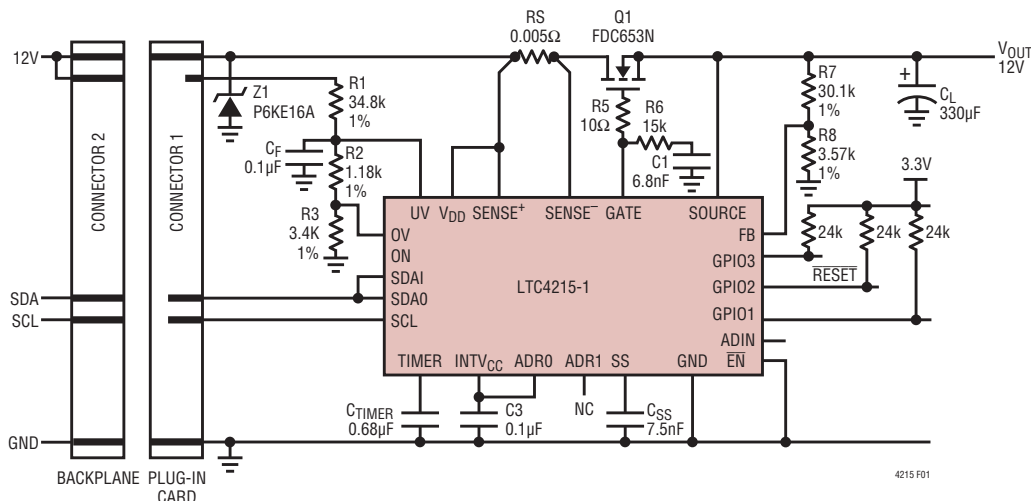 12V
SDA
SCL
GND
CONNECTOR 2
CONNECTOR 1
BACKPLANE
PLUG-IN
CARD
Z1
P6KE16A
R1
34.8k
1%
CF
0.1µF
R2
1.18k
1%
R3
3.4K
1%
RS
0.005Ω
Q1
FDC653N
R5
10Ω
R6
15k
C1
6.8nF
R7
30.1k
1%
R8
3.57k
1%
VOUT
12V
+
CL
330µF
3.3V
24k
24k
24k
UV
VDD
SENSE+
SENSE–
GATE
SOURCE
OV
ON
SDAI
SDA0
SCL
LTC4215-1
FB
GPIO3
RESET
GPIO2
GPIO1
ADIN
EN
TIMER
INTVCC
ADR0
ADR1
SS
GND
CTIMER
0.68µF
C3
0.1µF
NC
CSS
7.5nF
4215 F01